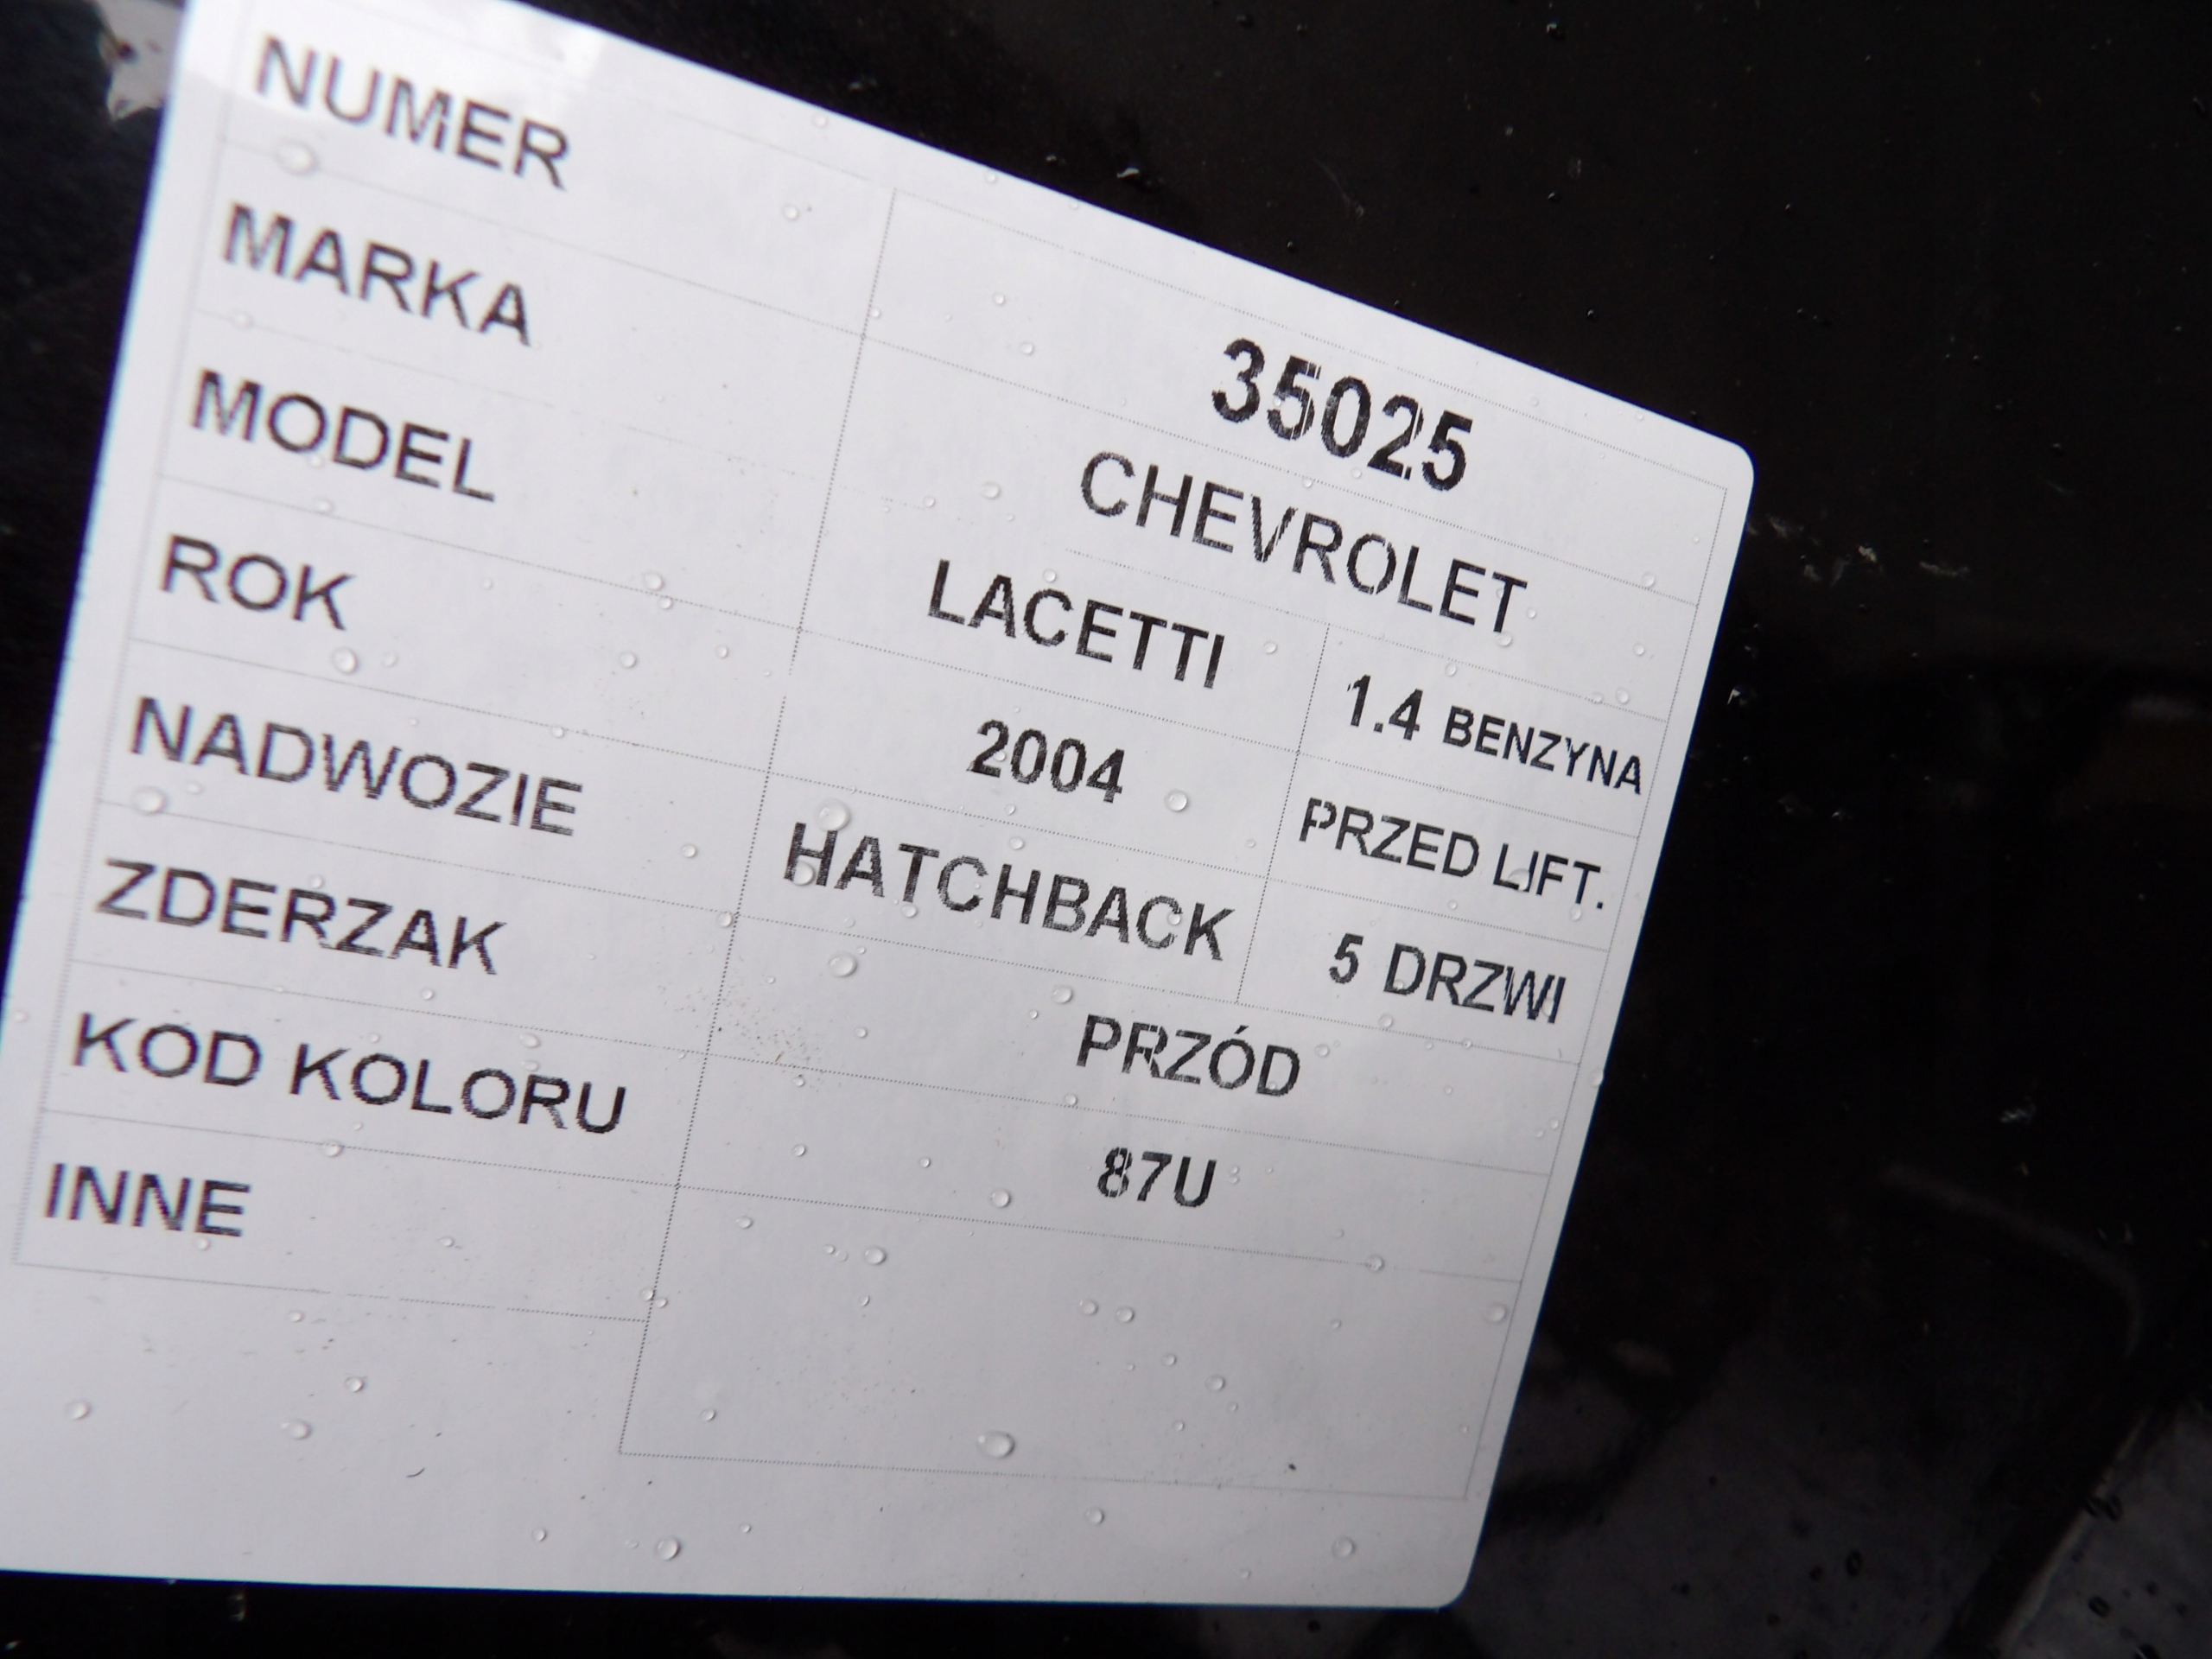 NUMER 35025
MARKA CHEVROLET
MODEL LACETTI 1.4 BENZYNA
ROK 2004 PRZED LIFT.
NADWOZIE HATCHBACK 5 DRZWI
ZDERZAK PRZÓD
KOD KOLORU 87U
INNE